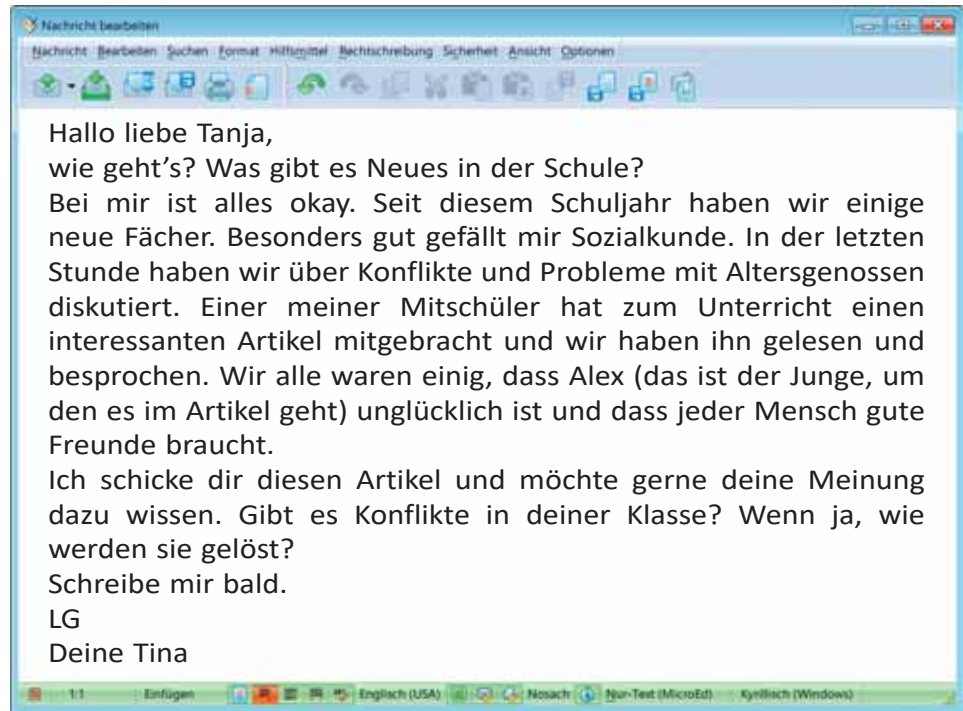 Nachricht bearbeiten
Nachricht Bearbeiten Suchen Format Hilfsmittel Rechtschreibung Sicherheit Ansicht Optionen
Hallo liebe Tanja,
wie geht's? Was gibt es Neues in der Schule?
Bei mir ist alles okay. Seit diesem Schuljahr haben wir einige
neue Fächer. Besonders gut gefällt mir Sozialkunde. In der letzten
Stunde haben wir über Konflikte und Probleme mit Altersgenossen
diskutiert. Einer meiner Mitschüler hat zum Unterricht einen
interessanten Artikel mitgebracht und wir haben ihn gelesen und
besprochen. Wir alle waren einig, dass Alex (das ist der Junge, um
den es im Artikel geht) unglücklich ist und dass jeder Mensch gute
Freunde braucht.
Ich schicke dir diesen Artikel und möchte gerne deine Meinung
dazu wissen. Gibt es Konflikte in deiner Klasse? Wenn ja, wie
werden sie gelöst?
Schreibe mir bald.
LG
Deine Tina
1:1 Einfügen Englisch (USA) Nosach Nur-Text (MicroEd) Kyrillisch (Windows)